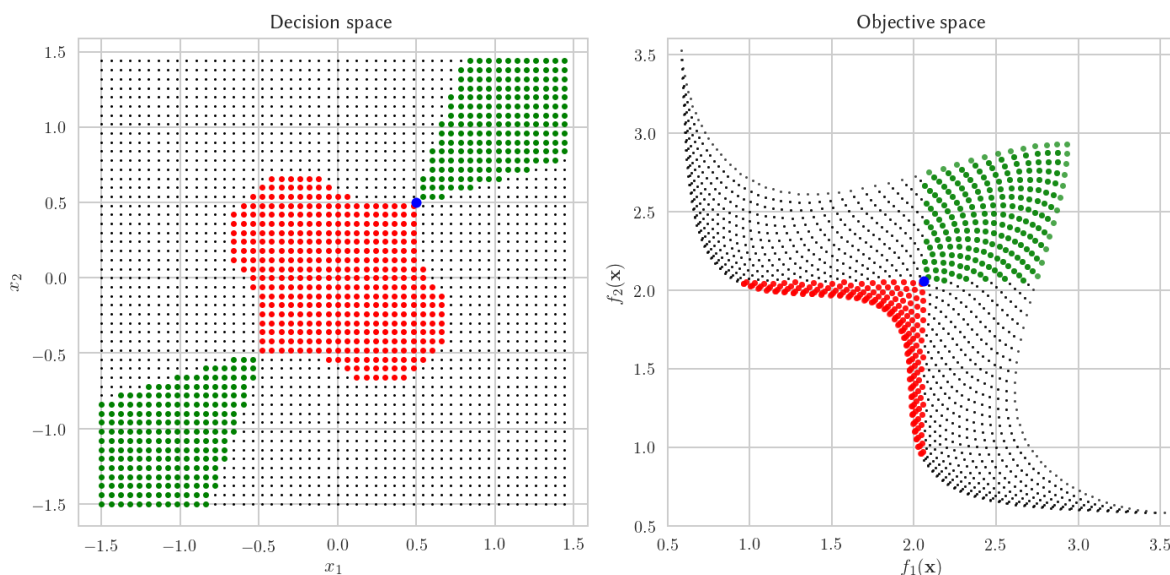 Decision space
1.5
1.0
0.5
0.0
−0.5
−1.0
−1.5
x₂
−1.5 −1.0 −0.5 0.0 0.5 1.0 1.5
x₁
Objective space
3.5
3.0
2.5
2.0
1.5
1.0
0.5
f₂(x)
0.5 1.0 1.5 2.0 2.5 3.0 3.5
f₁(x)